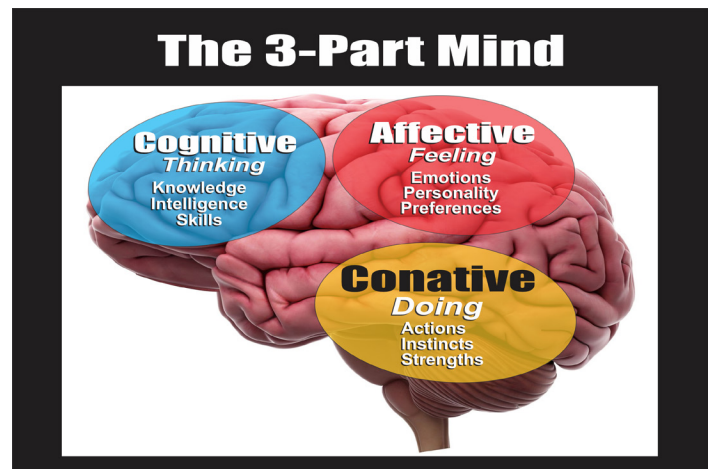 The 3-Part Mind
Cognitive
Thinking
Knowledge
Intelligence
Skills
Affective
Feeling
Emotions
Personality
Preferences
Conative
Doing
Actions
Instincts
Strengths